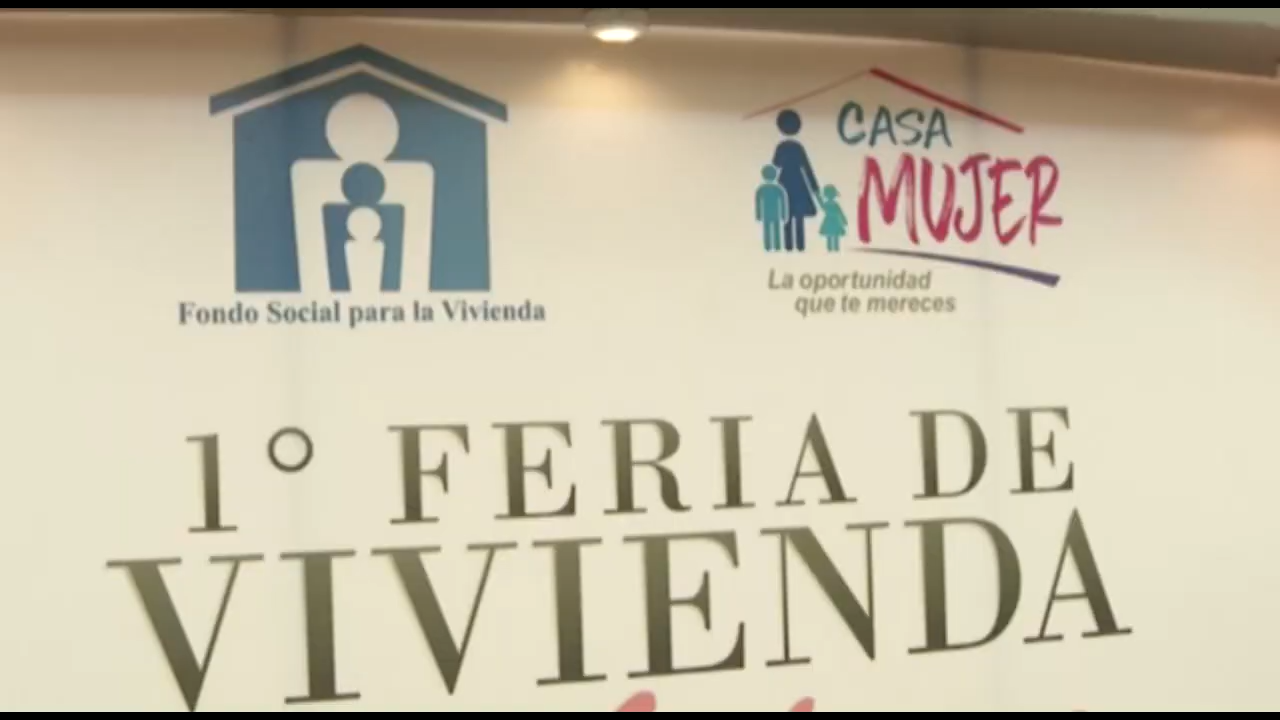 Fondo Social para la Vivienda
CASA
MUJER
La oportunidad
que te mereces
1° FERIA DE
VIVIENDA